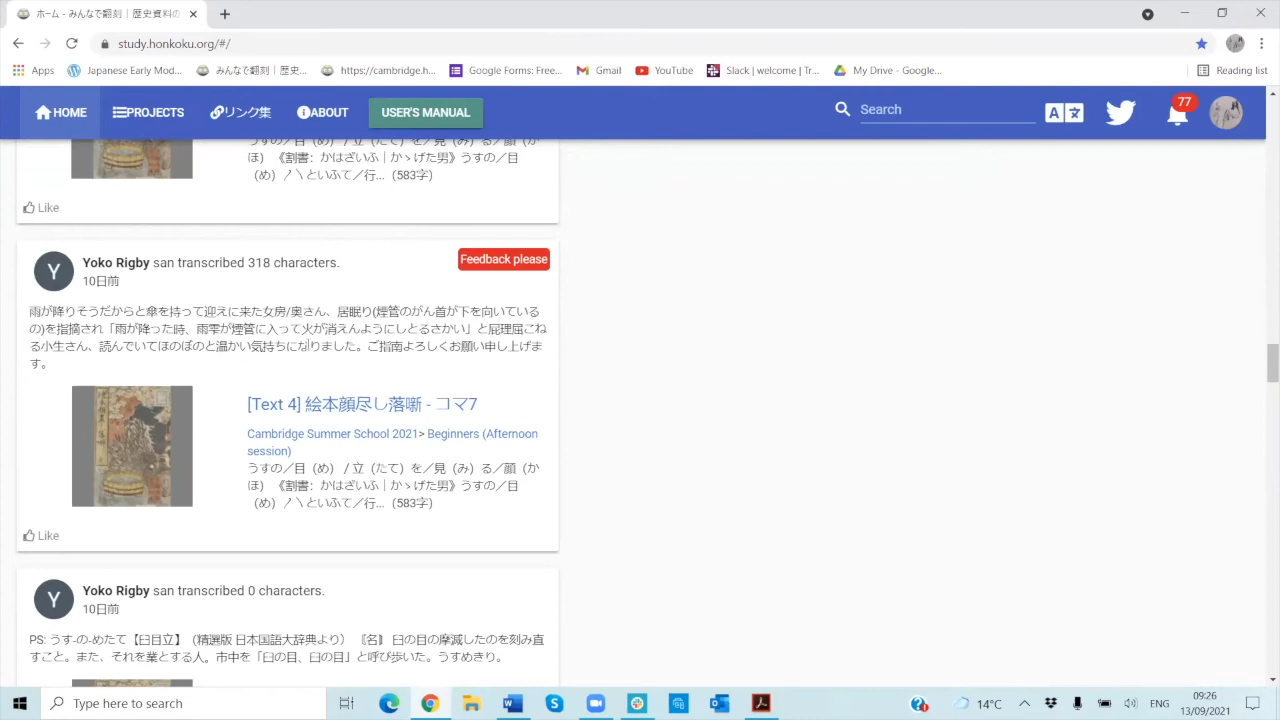 ホーム - みんなで翻刻 | 歴史資料の
study.honkoku.org/#/
Apps
Japanese Early Mod...
みんなで翻刻 | 歴史...
https://cambridge.h...
Google Forms: Free...
Gmail
YouTube
Slack | welcome | Tr...
My Drive - Google...
Reading list
HOME
PROJECTS
リンク集
ABOUT
USER'S MANUAL
Search
A 文
77
うすの／目（め） / 立（たて）を／見（み）る／顔（か
ほ）《割書：かはざいふ｜かゝげた男》うすの／目
（め）〳〵といふて／行... (583字)
Like
Y
Yoko Rigby san transcribed 318 characters.
Feedback please
10日前
雨が降りそうだからと傘を持って迎えに来た女房/奥さん、居眠り(煙管のがん首が下を向いている
の)を指摘され「雨が降った時、雨雫が煙管に入って火が消えんようにしとるさかい」と屁理屈こね
る小生さん、読んでいてほのぼのと温かい気持ちになりました。ご指南よろしくお願い申し上げま
す。
[Text 4] 絵本顔尽し落噺 - コマ7
Cambridge Summer School 2021> Beginners (Afternoon
session)
うすの／目（め） / 立（たて）を／見（み）る／顔（か
ほ）《割書：かはざいふ｜かゝげた男》うすの／目
（め）〳〵といふて／行... (583字)
Like
Y
Yoko Rigby san transcribed 0 characters.
10日前
PS: うす-の-めたて【臼目立】（精選版 日本国語大辞典より）〘名〙 臼の目の摩滅したのを刻み直
すこと。また、それを業とする人。市中を「臼の目、臼の目」と呼び歩いた。うすめきり。
Type here to search
14°C
ENG
09:26
13/09/2021